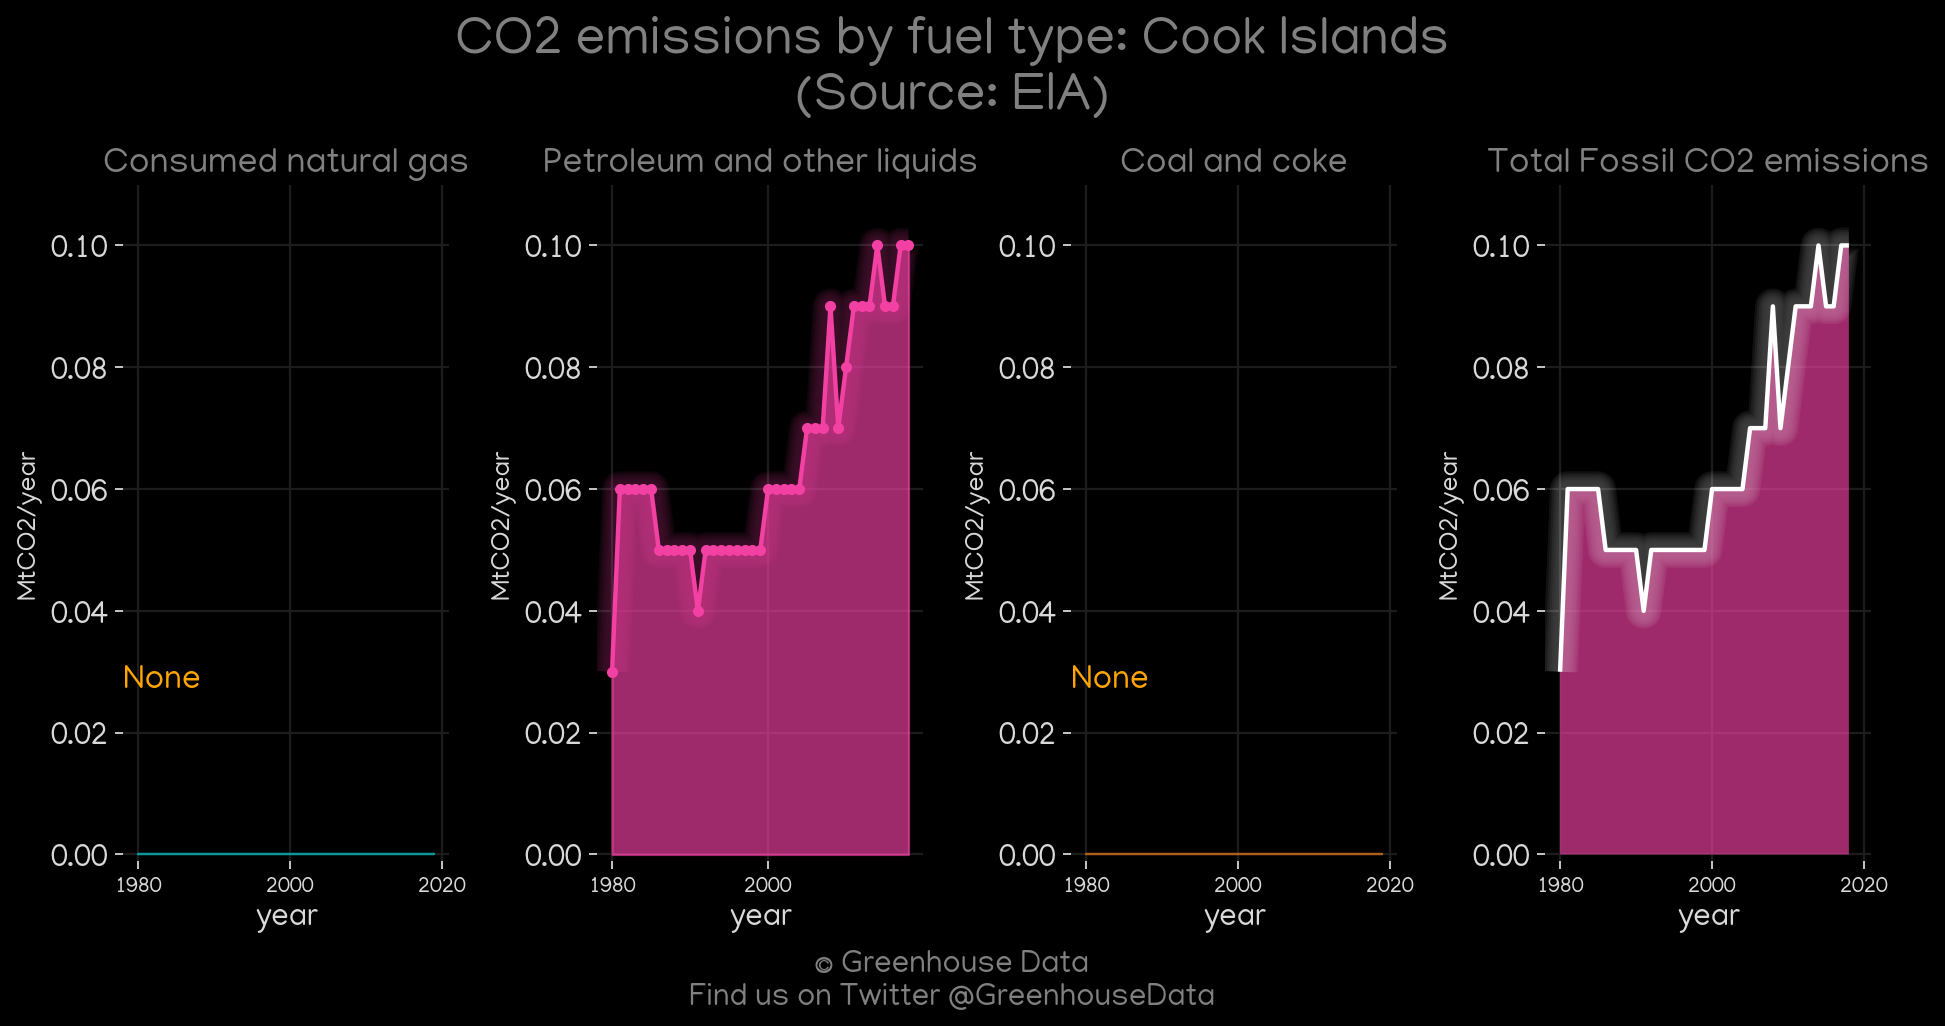 CO2 emissions by fuel type: Cook Islands
(Source: EIA)
Consumed natural gas
Petroleum and other liquids
Coal and coke
Total Fossil CO2 emissions
MtCO2/year
0.10
0.08
0.06
0.04
0.02
0.00
None
1980 2000 2020
year
MtCO2/year
0.10
0.08
0.06
0.04
0.02
0.00
1980 2000
year
MtCO2/year
0.10
0.08
0.06
0.04
0.02
0.00
None
1980 2000 2020
year
MtCO2/year
0.10
0.08
0.06
0.04
0.02
0.00
1980 2000 2020
year
© Greenhouse Data
Find us on Twitter @GreenhouseData